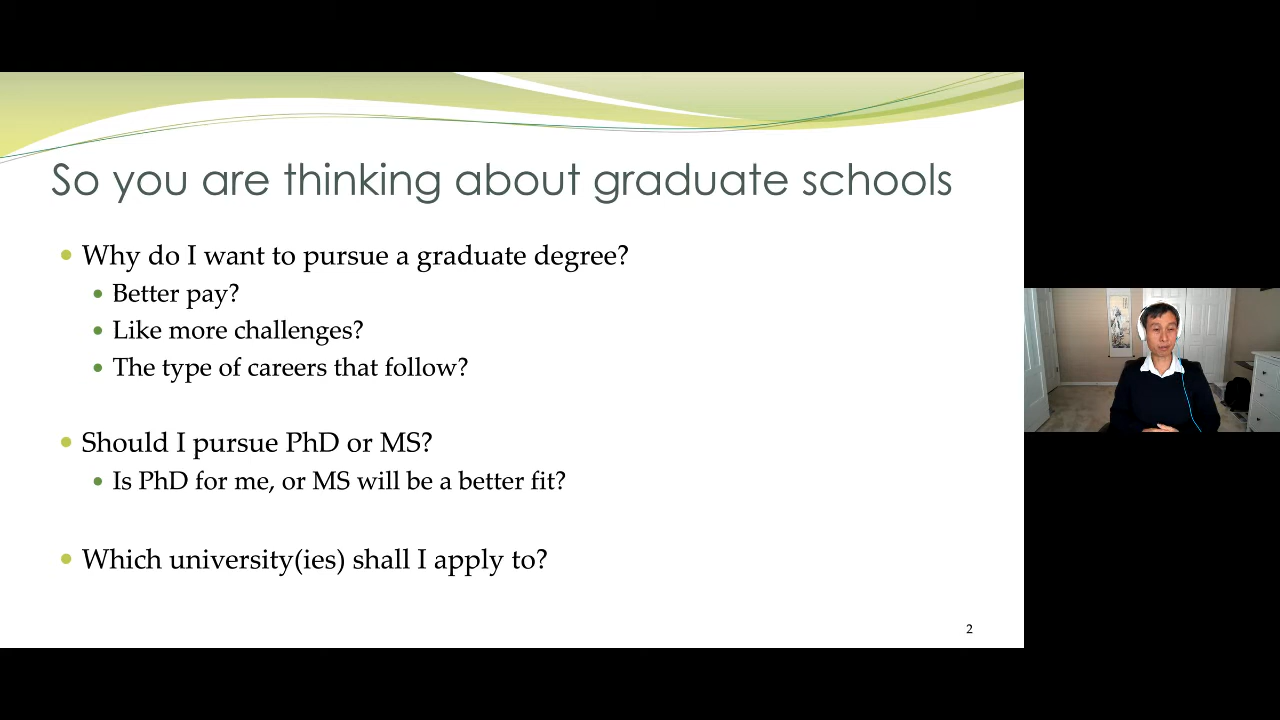 So you are thinking about graduate schools
Why do I want to pursue a graduate degree?
Better pay?
Like more challenges?
The type of careers that follow?
Should I pursue PhD or MS?
Is PhD for me, or MS will be a better fit?
Which university(ies) shall I apply to?
2